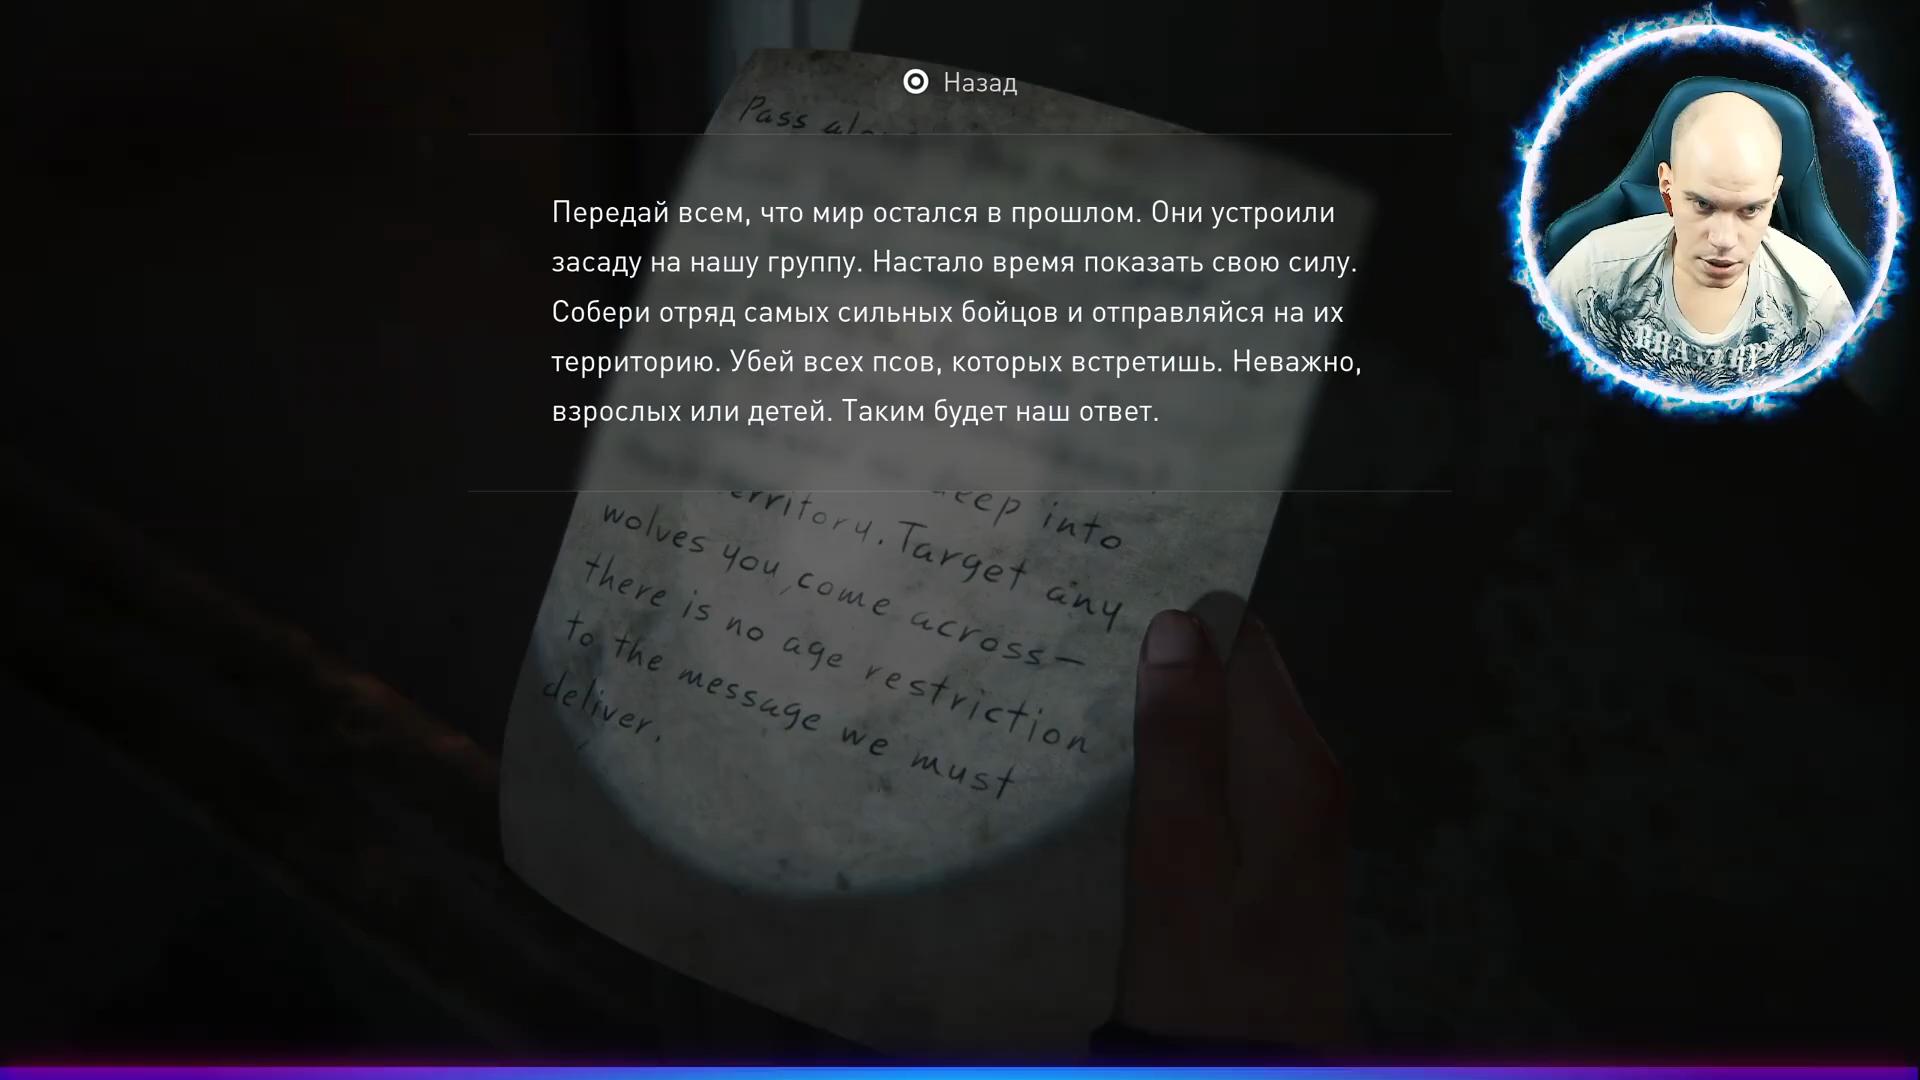 Назад
Pass
Передай всем, что мир остался в прошлом. Они устроили
засаду на нашу группу. Настало время показать свою силу.
Собери отряд самых сильных бойцов и отправляйся на их
территорию. Убей всех псов, которых встретишь. Неважно,
взрослых или детей. Таким будет наш ответ.
deep into
territory. Target any
wolves you come across—
there is no age restriction
to the message we must
deliver.
BRAVERY